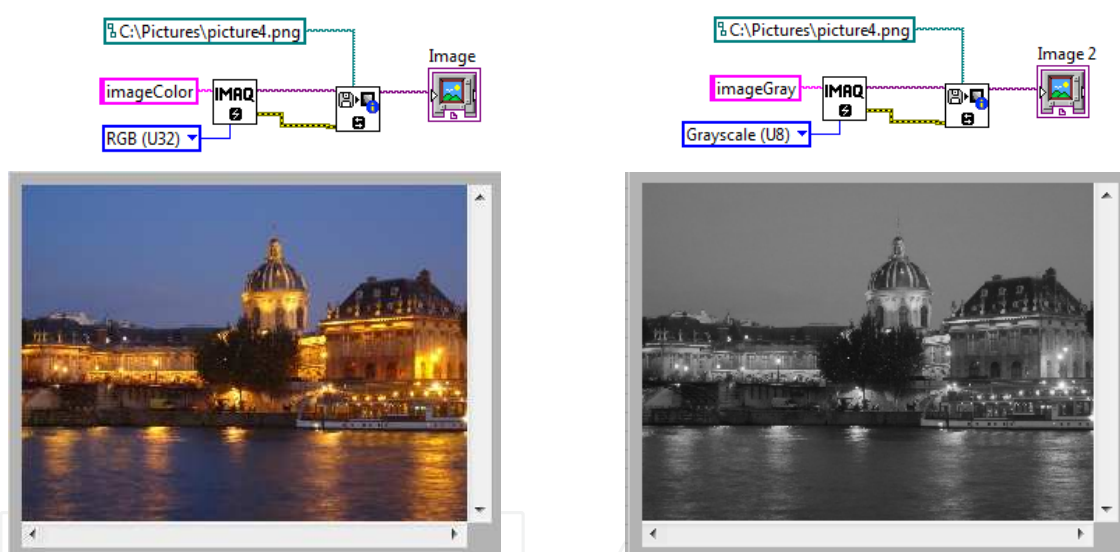 C:\Pictures\picture4.png
Image
imageColor
IMAQ
RGB (U32)
C:\Pictures\picture4.png
Image 2
imageGray
IMAQ
Grayscale (U8)